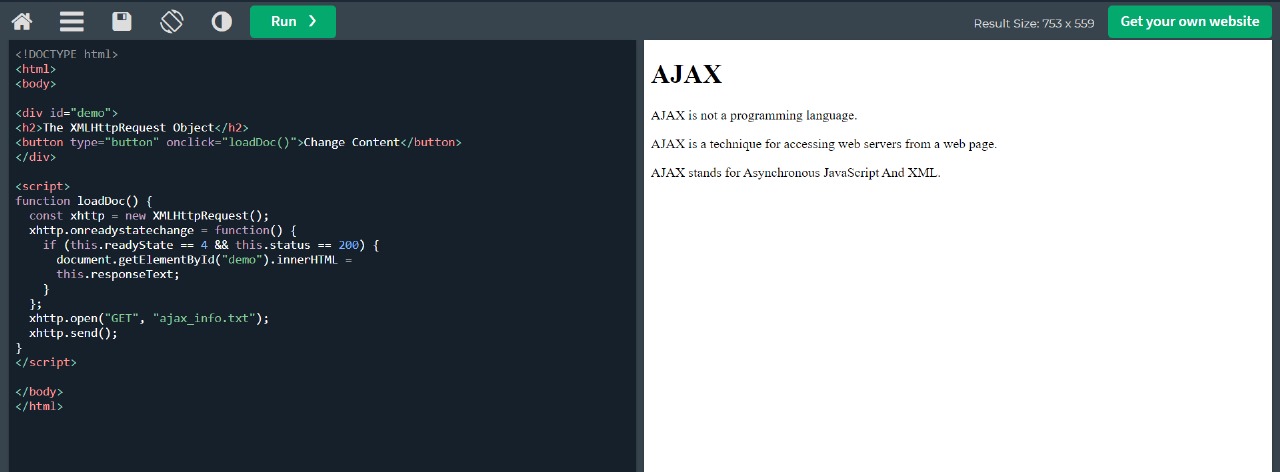 Run ❯
Result Size: 753 x 559
Get your own website
<!DOCTYPE html>
<html>
<body>

<div id="demo">
<h2>The XMLHttpRequest Object</h2>
<button type="button" onclick="loadDoc()">Change Content</button>
</div>

<script>
function loadDoc() {
  const xhttp = new XMLHttpRequest();
  xhttp.onreadystatechange = function() {
    if (this.readyState == 4 && this.status == 200) {
      document.getElementById("demo").innerHTML =
      this.responseText;
    }
  };
  xhttp.open("GET", "ajax_info.txt");
  xhttp.send();
}
</script>

</body>
</html>
AJAX
AJAX is not a programming language.
AJAX is a technique for accessing web servers from a web page.
AJAX stands for Asynchronous JavaScript And XML.